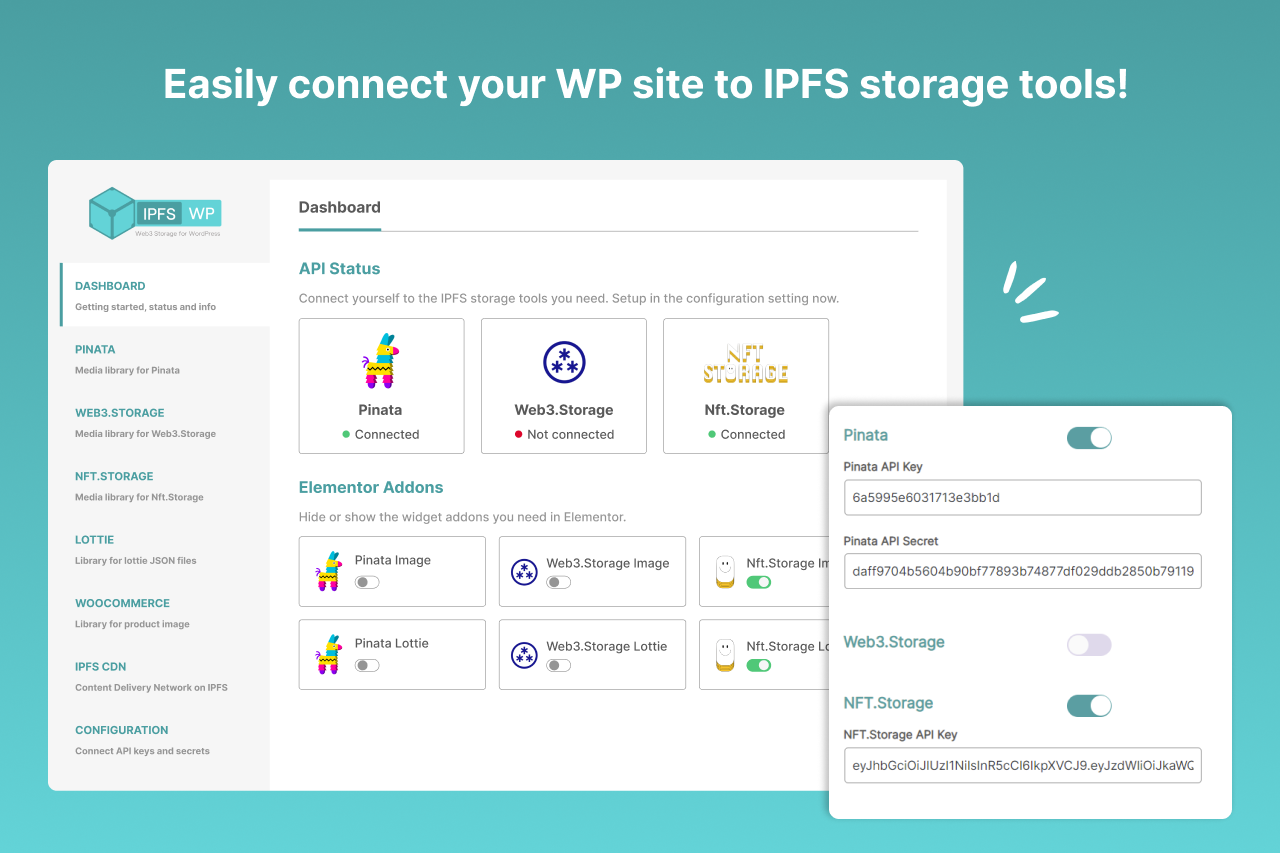 Easily connect your WP site to IPFS storage tools!
IPFS WP
Web3 Storage for WordPress
DASHBOARD
Getting started, status and info
PINATA
Media library for Pinata
WEB3.STORAGE
Media library for Web3.Storage
NFT.STORAGE
Media library for Nft.Storage
LOTTIE
Library for lottie JSON files
WOOCOMMERCE
Library for product image
IPFS CDN
Content Delivery Network on IPFS
CONFIGURATION
Connect API keys and secrets
Dashboard
API Status
Connect yourself to the IPFS storage tools you need. Setup in the configuration setting now.
Pinata
Connected
Web3.Storage
Not connected
NFT
STORAGE
Nft.Storage
Connected
Elementor Addons
Hide or show the widget addons you need in Elementor.
Pinata Image
Web3.Storage Image
Nft.Storage Im
Pinata Lottie
Web3.Storage Lottie
Nft.Storage Lo
Pinata
Pinata API Key
6a5995e6031713e3bb1d
Pinata API Secret
daff9704b5604b90bf77893b74877df029ddb2850b79119
Web3.Storage
NFT.Storage
NFT.Storage API Key
eyJhbGciOiJIUzI1NiIsInR5cCI6IkpXVCJ9.eyJzdWIiOiJkaWQ